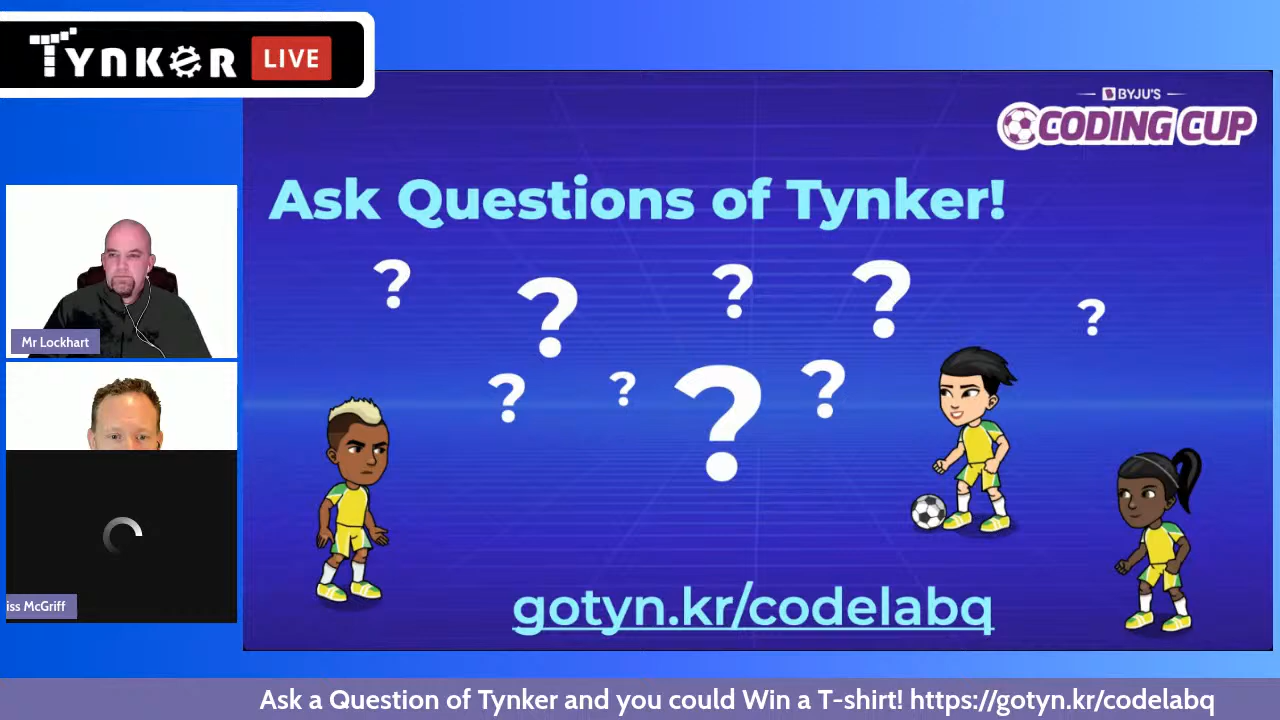 TYNKER LIVE
BYJU'S
CODING CUP
Ask Questions of Tynker!
? ? ? ? ?
? ? ? ?
Mr Lockhart
iss McGriff
gotyn.kr/codelabq
Ask a Question of Tynker and you could Win a T-shirt! https://gotyn.kr/codelabq